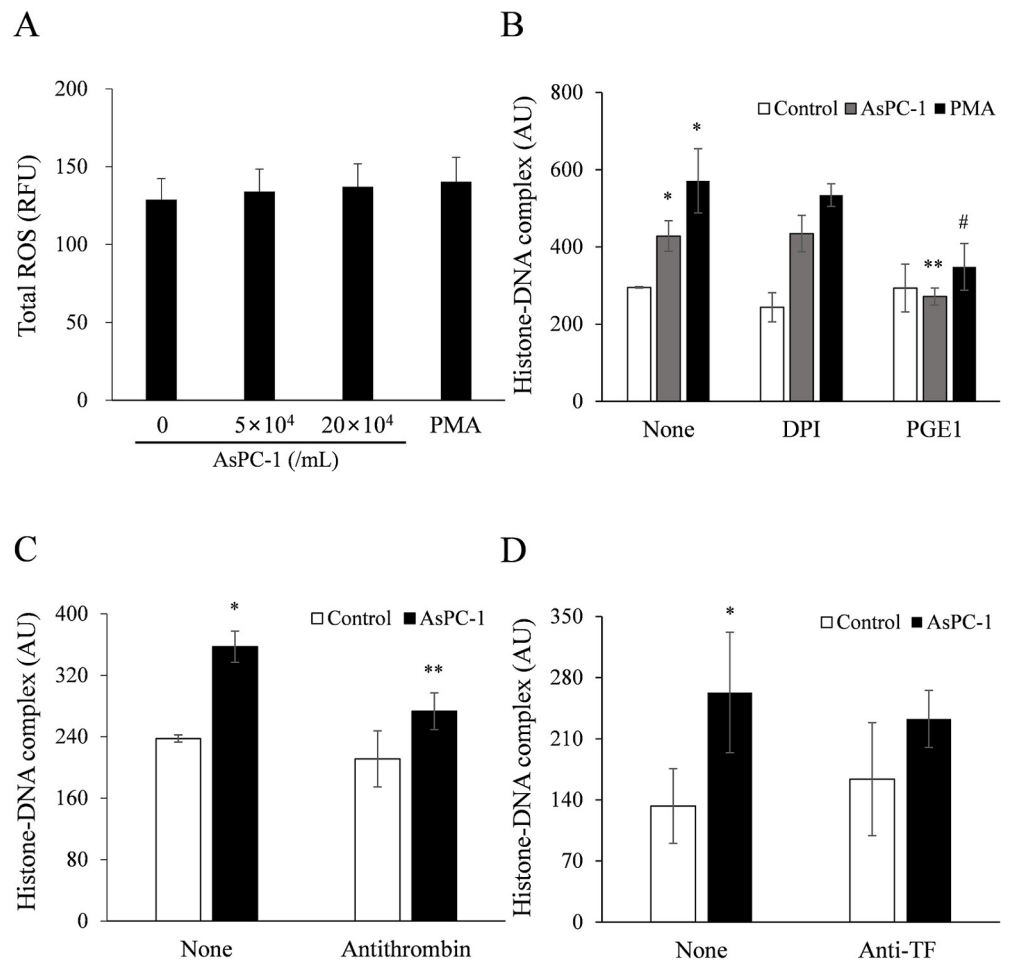 A
Total ROS (RFU)
200
150
100
50
0
0 5×10⁴ 20×10⁴ PMA
AsPC-1 (/mL)
B
Histone-DNA complex (AU)
800
600
400
200
0
Control AsPC-1 PMA
* * ** #
None DPI PGE1
C
Histone-DNA complex (AU)
400
320
240
160
80
0
Control AsPC-1
* **
None Antithrombin
D
Histone-DNA complex (AU)
350
280
210
140
70
0
Control AsPC-1
*
None Anti-TF